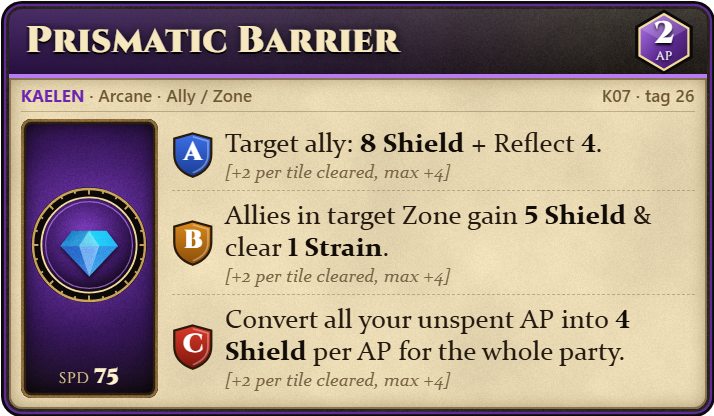 Prismatic Barrier
2
AP
KAELEN · Arcane · Ally / Zone
K07 · tag 26
A
Target ally: 8 Shield + Reflect 4.
[+2 per tile cleared, max +4]
B
Allies in target Zone gain 5 Shield &
clear 1 Strain.
[+2 per tile cleared, max +4]
C
Convert all your unspent AP into 4
Shield per AP for the whole party.
[+2 per tile cleared, max +4]
SPD 75